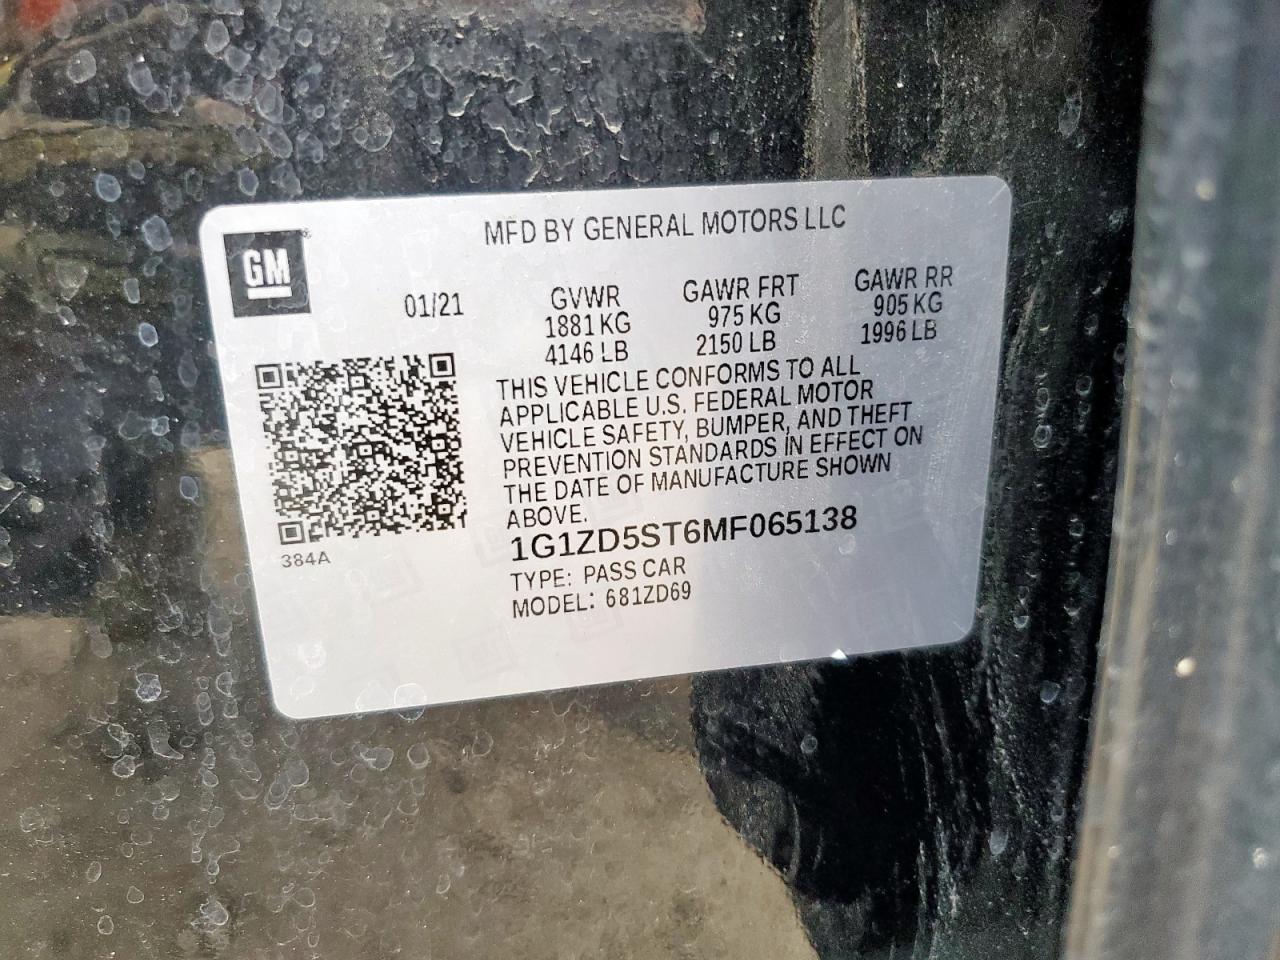 MFD BY GENERAL MOTORS LLC
GM
01/21
GVWR
1881 KG
4146 LB
GAWR FRT
975 KG
2150 LB
GAWR RR
905 KG
1996 LB
THIS VEHICLE CONFORMS TO ALL
APPLICABLE U.S. FEDERAL MOTOR
VEHICLE SAFETY, BUMPER, AND THEFT
PREVENTION STANDARDS IN EFFECT ON
THE DATE OF MANUFACTURE SHOWN
ABOVE.
384A
1G1ZD5ST6MF065138
TYPE: PASS CAR
MODEL: 681ZD69